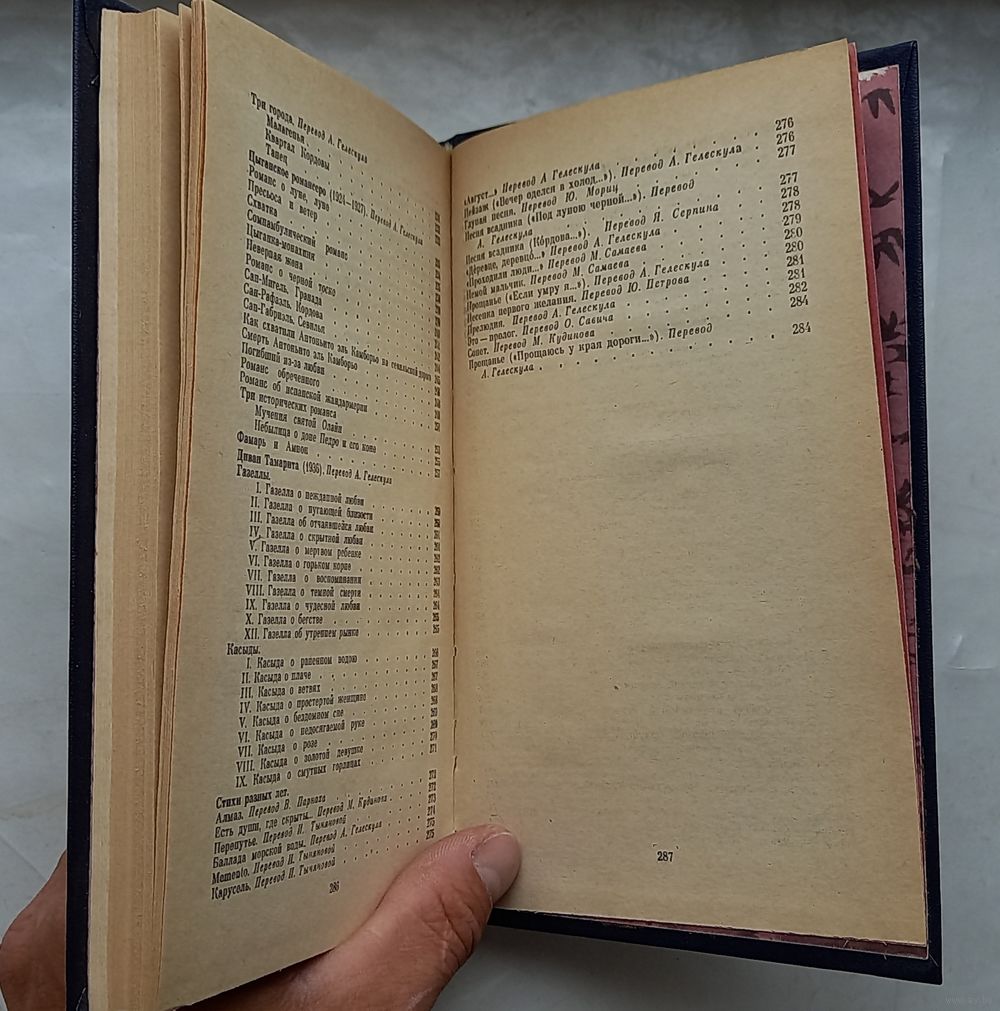 Три города. Перевод А. Гелескула
Малагенья
Квартал Кордовы
Танец
Цыганское романсеро (1924—1927). Перевод А. Гелескула
Романс о луне, луне
Пресьоса и ветер
Схватка
Сомнамбулический романс
Цыганка-монахиня
Неверная жена
Романс о черной тоске
Сан-Мигель. Гранада
Сан-Рафаэль. Кордова
Сан-Габриэль. Севилья
Как схватили Антоньито эль Камборьо на севильской дороге
Смерть Антоньито эль Камборьо
Погибший из-за любви
Романс обреченного
Романс об испанской жандармерии
Три исторических романса
Мучения святой Олайи
Небылица о доне Педро и его коне
Фамарь и Амнон
Диван Тамарита (1936). Перевод А. Гелескула
Газеллы.
I. Газелла о нежданной любви
II. Газелла о пугающей близости
III. Газелла об отчаявшейся любви
IV. Газелла о скрытной любви
V. Газелла о мертвом ребенке
VI. Газелла о горьком корне
VII. Газелла о воспоминании
VIII. Газелла о темной смерти
IX. Газелла о чудесной любви
X. Газелла о бегстве
XII. Газелла об утреннем рынке
Касыды.
I. Касыда о раненном водою
II. Касыда о плаче
III. Касыда о ветвях
IV. Касыда о простертой женщине
V. Касыда о бездомном сне
VI. Касыда о недосягаемой руке
VII. Касыда о розе
VIII. Касыда о золотой девушке
IX. Касыда о смутных горлицах
Стихи разных лет.
Алмаз. Перевод В. Парнаха
Есть души, где скрыты... Перевод М. Кудинова
Перепутье. Перевод И. Тыняновой
Баллада морской воды. Перевод А. Гелескула
Memento. Перевод И. Тыняновой
Карусель. Перевод И. Тыняновой
286
«Август...» Перевод А Гелескула 276
Пейзаж («Вечер оделся в холод...»). Перевод А. Гелескула 276
Глупая песня. Перевод Ю. Мориц 277
Песня всадника («Под луною черной...»). Перевод
А. Гелескула 277
Песня всадника (Кордова...»). Перевод Я. Серпина 278
«Деревце, деревцо...» Перевод А. Гелескула 278
«Проходили люди...» Перевод М. Самаева 279
Немой мальчик. Перевод М. Самаева 280
Прощанье («Если умру я...»). Перевод А. Гелескула 280
Песенка первого желания. Перевод Ю. Петрова 281
Прелюдия. Перевод А. Гелескула 281
Это — пролог. Перевод О. Савича 282
Сонет. Перевод М. Кудинова 284
Прощанье («Прощаюсь у края дороги...»). Перевод
А. Гелескула 284
287